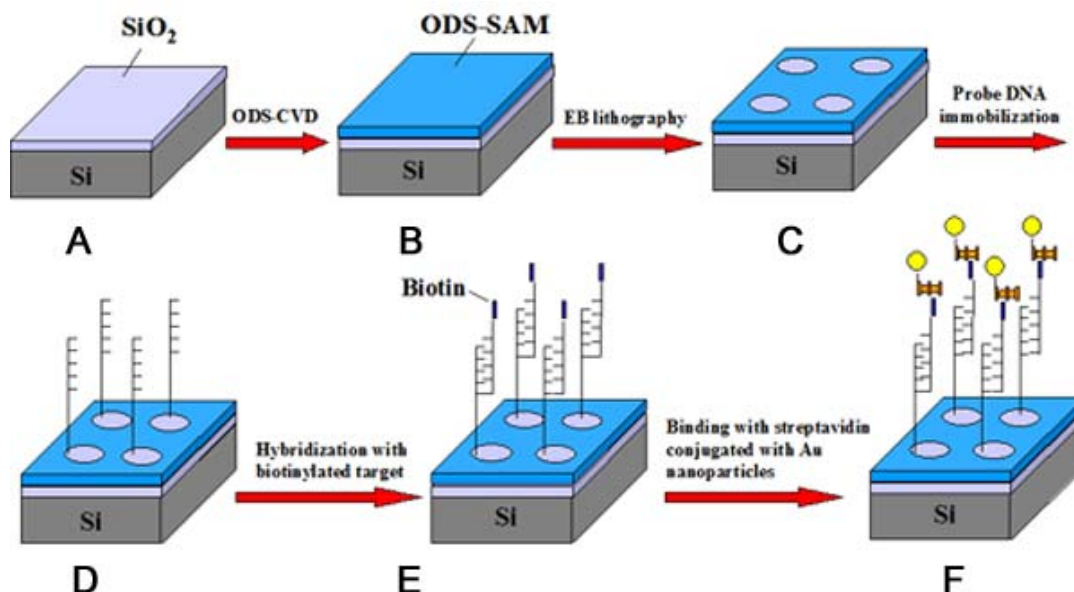 SiO2
ODS-SAM
ODS-CVD
EB lithography
Probe DNA
immobilization
Si
Si
Si
A
B
C
Biotin
Hybridization with
biotinylated target
Binding with streptavidin
conjugated with Au
nanoparticles
Si
Si
Si
D
E
F